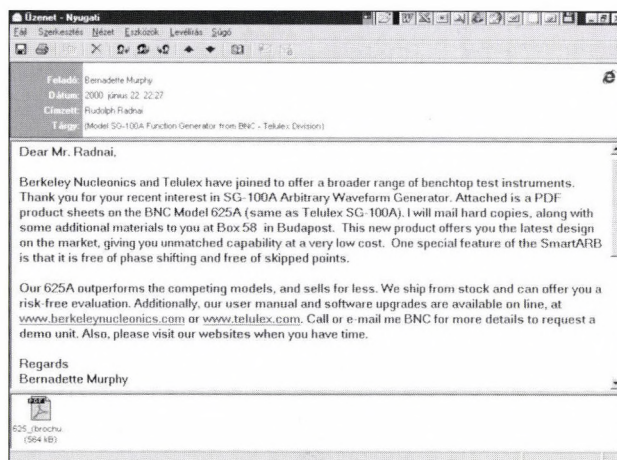 Üzenet - Nyugati
Fájl Szerkesztés Nézet Eszközök Levélírás Súgó
Feladó: Bernadette Murphy
Dátum: 2000. június 22. 22:27
Címzett: Rudolph Radnai
Tárgy: (Model SG-100A Function Generator from BNC - Telulex Division)
Dear Mr. Radnai,
Berkeley Nucleonics and Telulex have joined to offer a broader range of benchtop test instruments.
Thank you for your recent interest in SG-100A Arbitrary Waveform Generator. Attached is a PDF
product sheets on the BNC Model 625A (same as Telulex SG-100A). I will mail hard copies, along with
some additional materials to you at Box 58 in Budapost. This new product offers you the latest design
on the market, giving you unmatched capability at a very low cost. One special feature of the SmartARB
is that it is free of phase shifting and free of skipped points.
Our 625A outperforms the competing models, and sells for less. We ship from stock and can offer you a
risk-free evaluation. Additionally, our user manual and software upgrades are available on line, at
www.berkeleynucleonics.com or www.telulex.com. Call or e-mail me BNC for more details to request a
demo unit. Also, please visit our websites when you have time.
Regards
Bernadette Murphy
PDF
625_(brochu.
(564 kB)